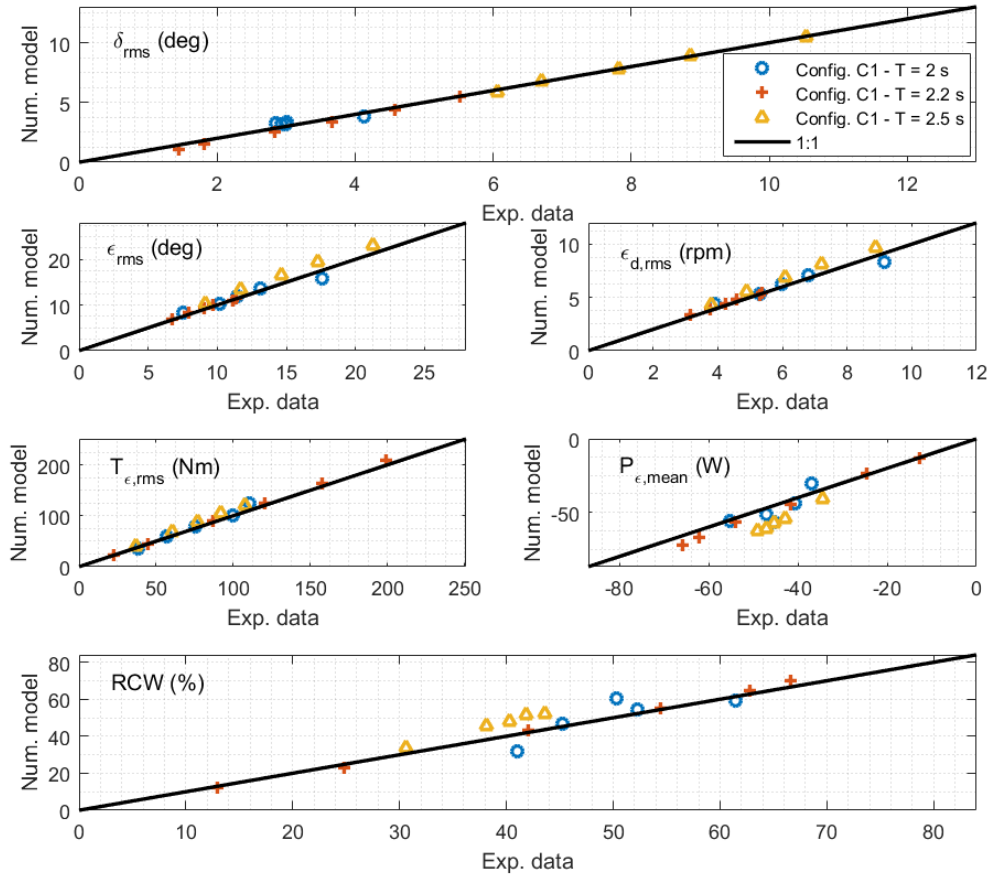 δrms (deg)
Num. model
10
5
0
Config. C1 - T = 2 s
Config. C1 - T = 2.2 s
Config. C1 - T = 2.5 s
1:1
0 2 4 6 8 10 12
Exp. data
ϵrms (deg)
Num. model
20
10
0
0 5 10 15 20 25
Exp. data
ϵd,rms (rpm)
Num. model
10
5
0
0 2 4 6 8 10 12
Exp. data
Tϵ,rms (Nm)
Num. model
200
100
0
0 50 100 150 200 250
Exp. data
Pϵ,mean (W)
Num. model
0
-50
-80 -60 -40 -20 0
Exp. data
RCW (%)
Num. model
80
60
40
20
0
0 10 20 30 40 50 60 70 80
Exp. data